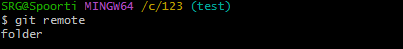 SRG@Spoorti MINGW64 /c/123 (test)
$ git remote
folder